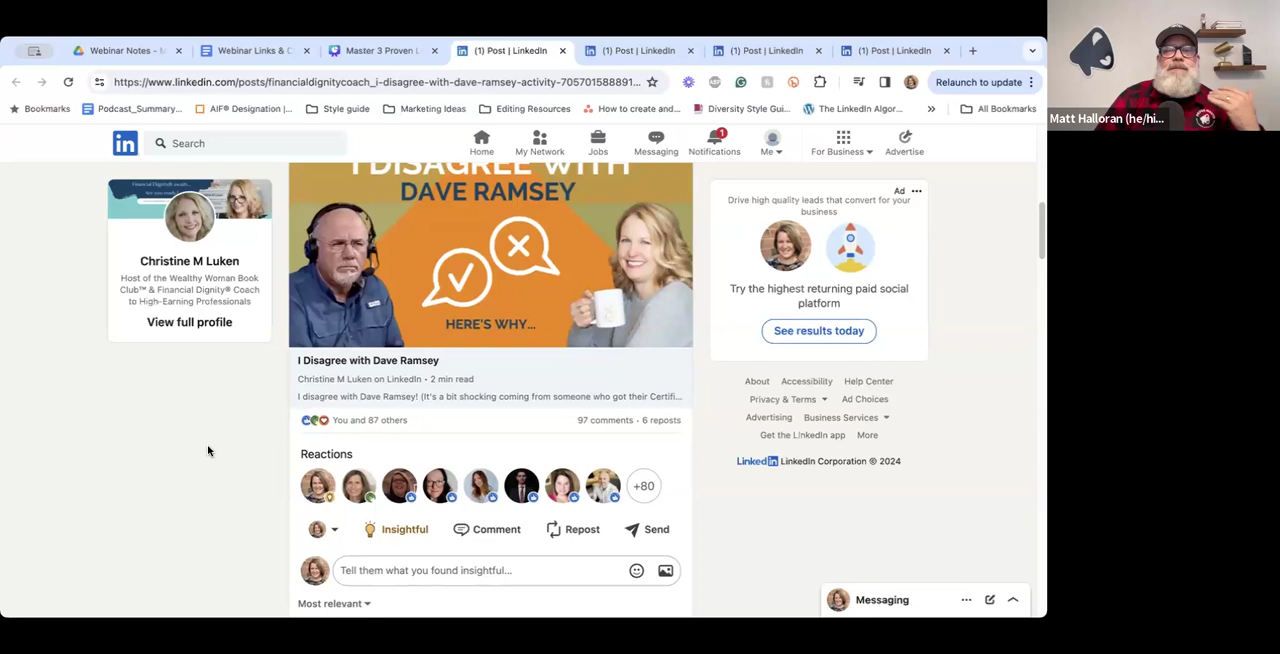 Webinar Notes - M
Webinar Links & C
Master 3 Proven L
(1) Post | LinkedIn
(1) Post | LinkedIn
(1) Post | LinkedIn
(1) Post | LinkedIn
https://www.linkedin.com/posts/financialdignitycoach_i-disagree-with-dave-ramsey-activity-705701588891...
Relaunch to update
Bookmarks
Podcast_Summary...
AIF® Designation |...
Style guide
Marketing Ideas
Editing Resources
How to create and...
Diversity Style Gui...
The LinkedIn Algor...
All Bookmarks
Matt Halloran (he/hi...
in
Search
Home
My Network
Jobs
Messaging
1
Notifications
Me
For Business
Advertise
I DISAGREE WITH
DAVE RAMSEY
HERE'S WHY...
Christine M Luken
Host of the Wealthy Woman Book
Club™ & Financial Dignity® Coach
to High-Earning Professionals
View full profile
I Disagree with Dave Ramsey
Christine M Luken on LinkedIn • 2 min read
I disagree with Dave Ramsey! (It's a bit shocking coming from someone who got their Certifi...
You and 87 others
97 comments • 6 reposts
Reactions
+80
Insightful
Comment
Repost
Send
Tell them what you found insightful...
Most relevant
Ad
Drive high quality leads that convert for your
business
Try the highest returning paid social
platform
See results today
About
Accessibility
Help Center
Privacy & Terms
Ad Choices
Advertising
Business Services
Get the LinkedIn app
More
LinkedIn LinkedIn Corporation © 2024
Messaging